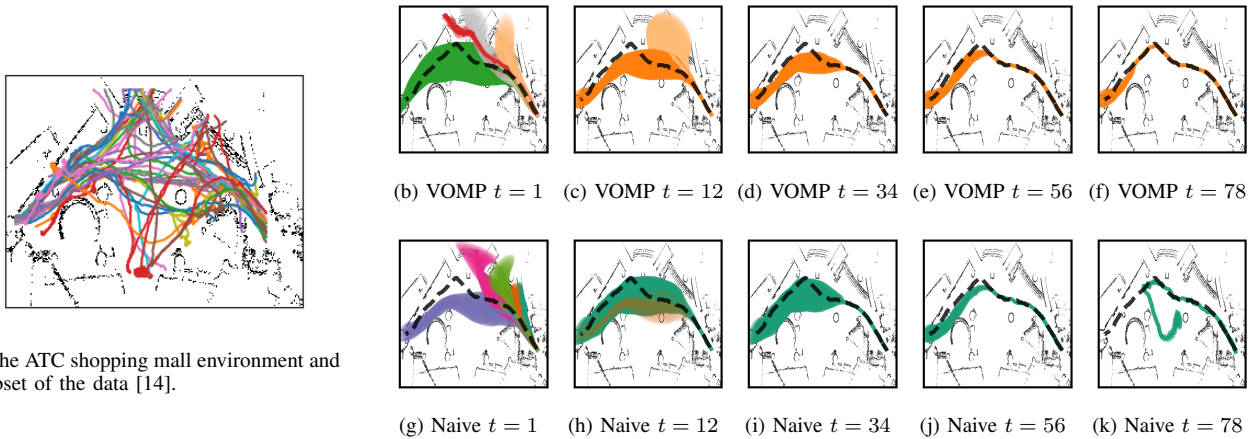 (b) VOMP t = 1
(c) VOMP t = 12
(d) VOMP t = 34
(e) VOMP t = 56
(f) VOMP t = 78
he ATC shopping mall environment and
oset of the data [14].
(g) Naive t = 1
(h) Naive t = 12
(i) Naive t = 34
(j) Naive t = 56
(k) Naive t = 78